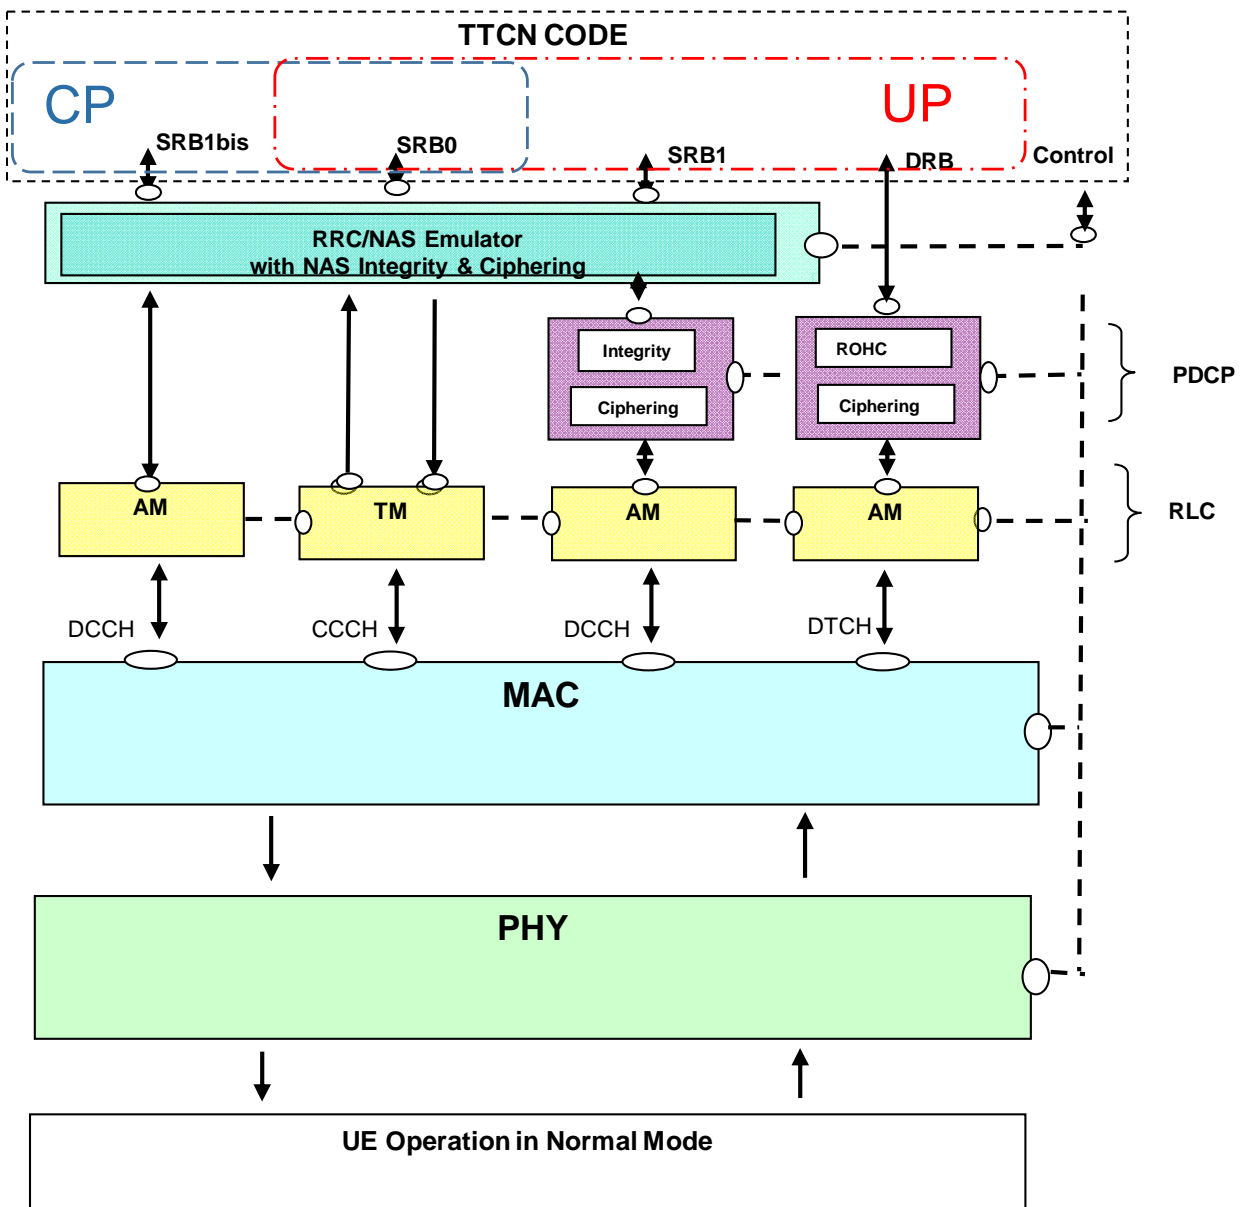 TTCN CODE
CP
UP
SRB1bis
SRB0
SRB1
DRB
Control
RRC/NAS Emulator
with NAS Integrity & Ciphering
Integrity
ROHC
PDCP
Ciphering
Ciphering
AM
TM
AM
AM
RLC
DCCH
CCCH
DCCH
DTCH
MAC
PHY
UE Operation in Normal Mode